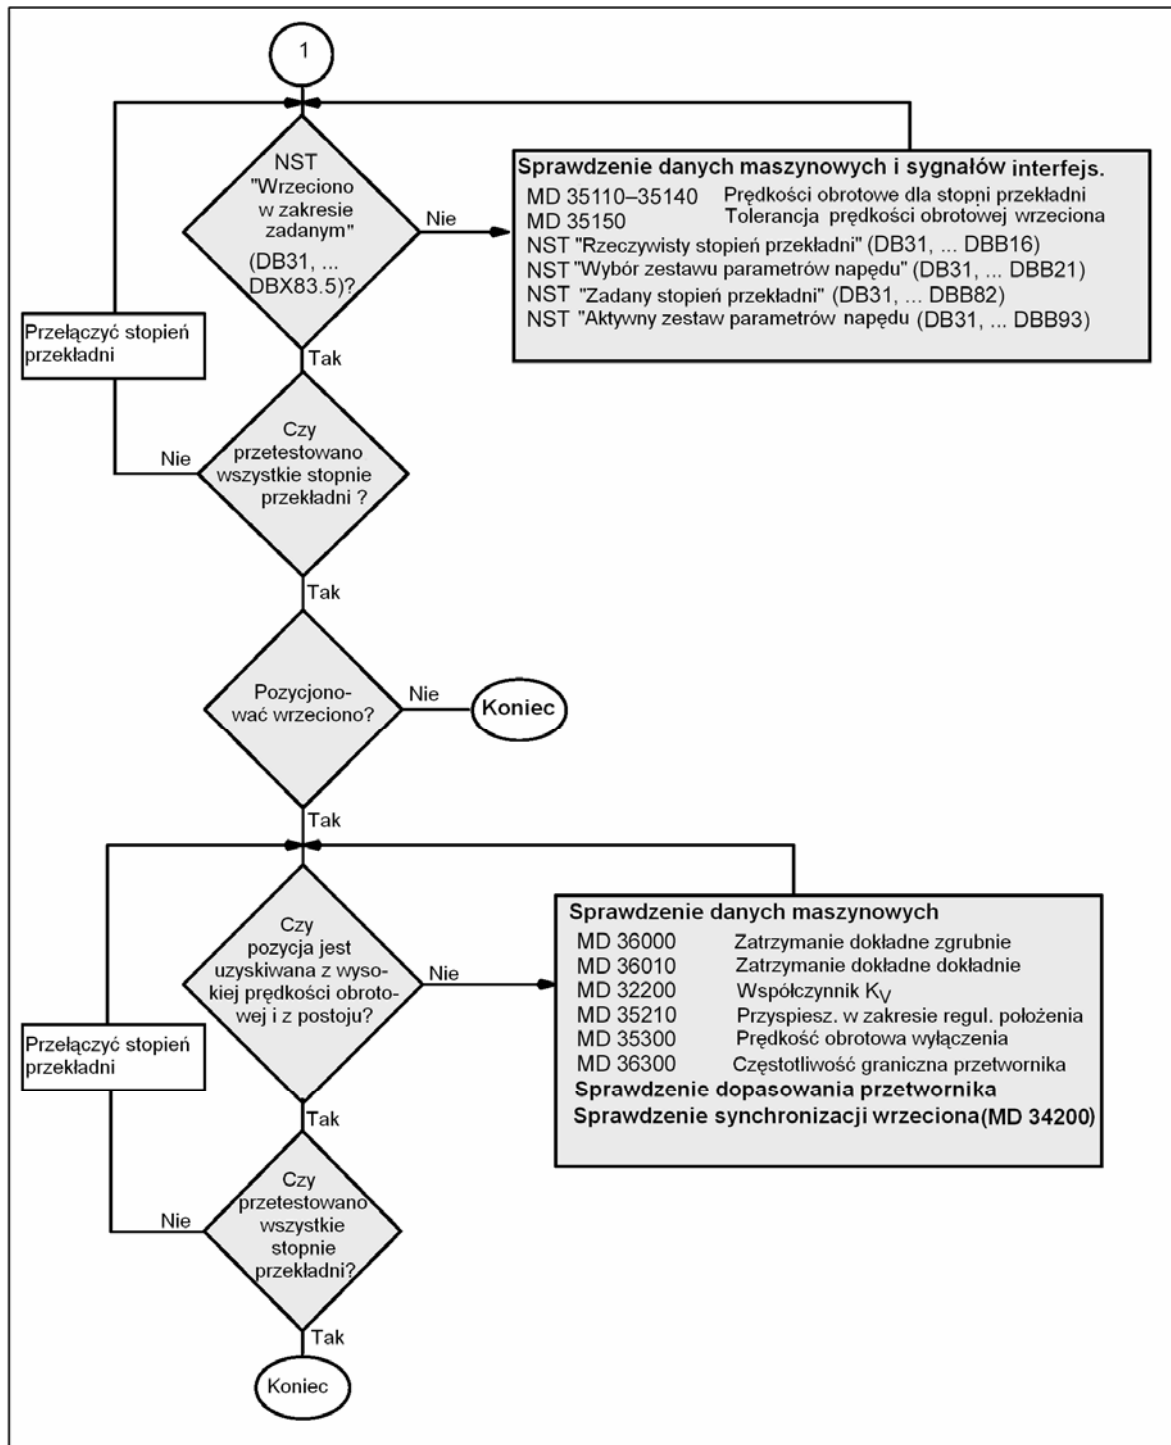 1
NST
"Wrzeciono
w zakresie
zadanym"
(DB31, ...
DBX83.5)?
Nie
Sprawdzenie danych maszynowych i sygnałów interfejs.
MD 35110–35140 Prędkości obrotowe dla stopni przekładni
MD 35150 Tolerancja prędkości obrotowej wrzeciona
NST "Rzeczywisty stopień przekładni" (DB31, ... DBB16)
NST "Wybór zestawu parametrów napędu" (DB31, ... DBB21)
NST "Zadany stopień przekładni" (DB31, ... DBB82)
NST "Aktywny zestaw parametrów napędu (DB31, ... DBB93)
Przełączyć stopień
przekładni
Tak
Czy
przetestowano
wszystkie stopnie
przekładni ?
Nie
Tak
Pozycjono-
wać wrzeciono?
Nie
Koniec
Tak
Czy
pozycja jest
uzyskiwana z wyso-
kiej prędkości obroto-
wej i z postoju?
Nie
Sprawdzenie danych maszynowych
MD 36000 Zatrzymanie dokładne zgrubnie
MD 36010 Zatrzymanie dokładne dokładnie
MD 32200 Współczynnik KV
MD 35210 Przyspiesz. w zakresie regul. położenia
MD 35300 Prędkość obrotowa wyłączenia
MD 36300 Częstotliwość graniczna przetwornika
Sprawdzenie dopasowania przetwornika
Sprawdzenie synchronizacji wrzeciona(MD 34200)
Przełączyć stopień
przekładni
Tak
Czy
przetestowano
wszystkie
stopnie
przekładni?
Nie
Tak
Koniec